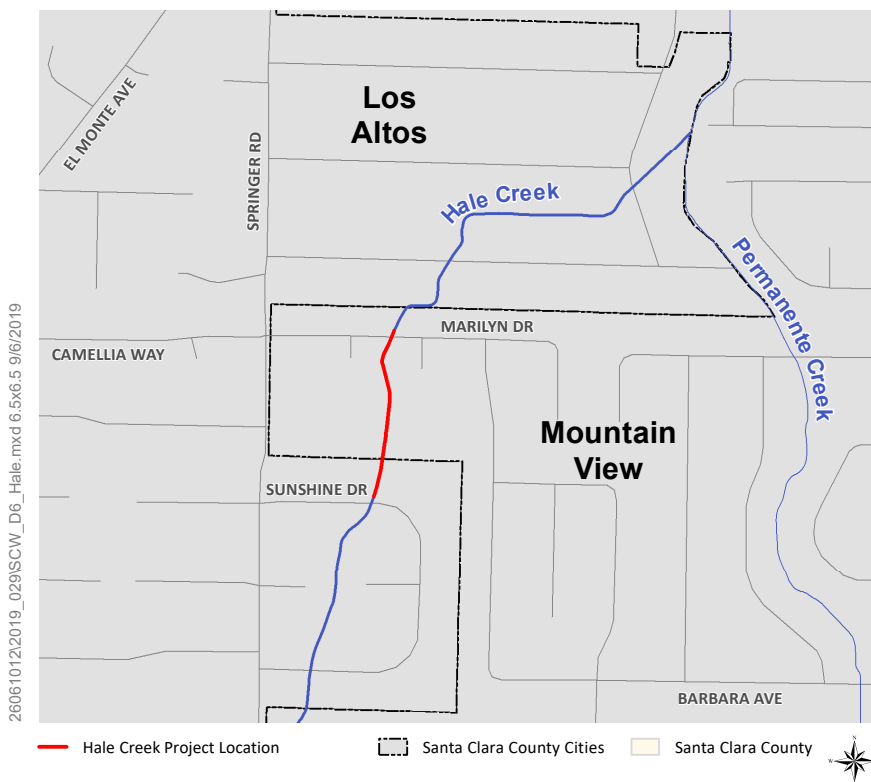 Los
Altos
EL MONTE AVE
SPRINGER RD
Hale Creek
Permanente Creek
MARILYN DR
CAMELLIA WAY
Mountain
View
SUNSHINE DR
BARBARA AVE
26061012\2019_029\SCW_D6_Hale.mxd 6.5x6.5 9/6/2019
Hale Creek Project Location
Santa Clara County Cities
Santa Clara County
N
W
E
S